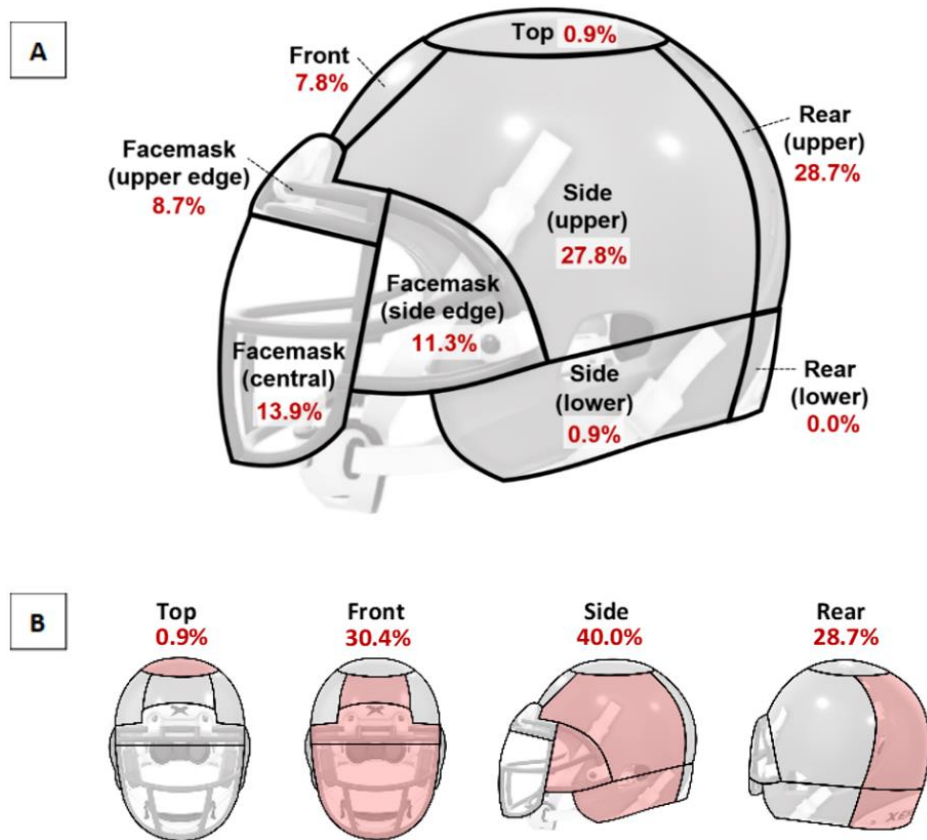 A
Top 0.9%
Front
7.8%
Rear
(upper)
28.7%
Facemask
(upper edge)
8.7%
Side
(upper)
27.8%
Facemask
(side edge)
11.3%
Facemask
(central)
13.9%
Side
(lower)
0.9%
Rear
(lower)
0.0%
B
Top
0.9%
Front
30.4%
Side
40.0%
Rear
28.7%